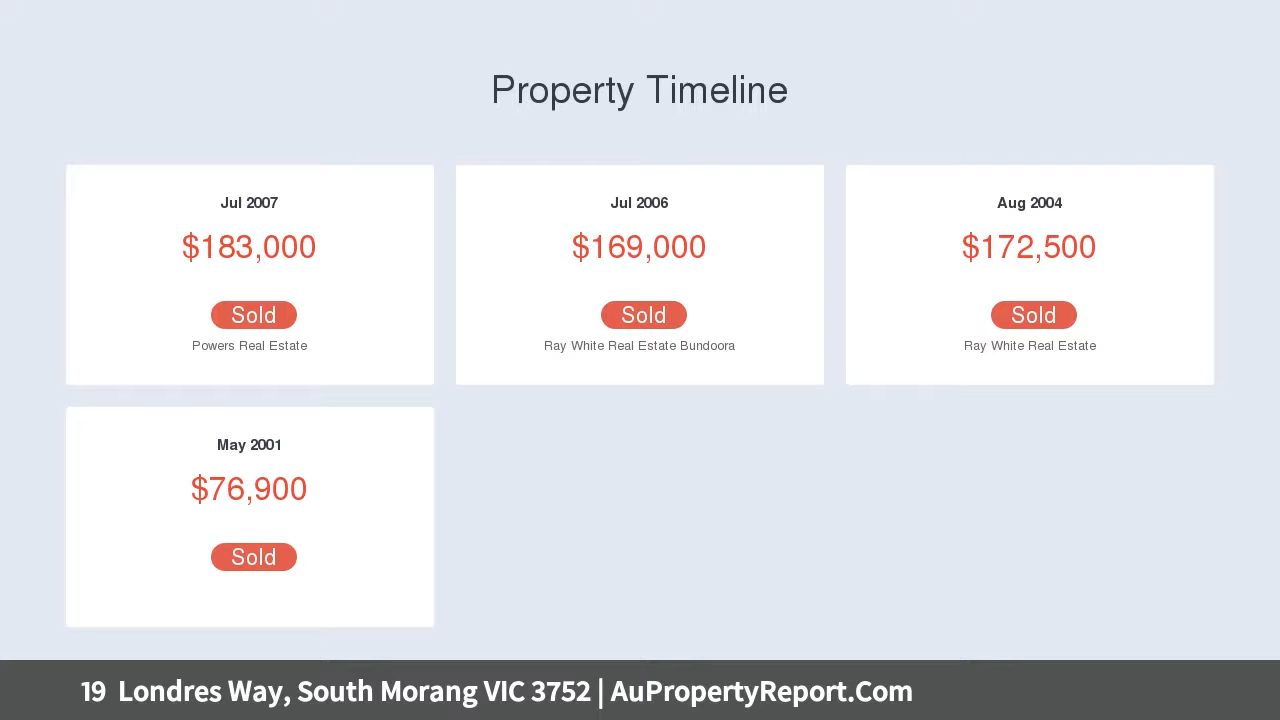 Property Timeline
Jul 2007
$183,000
Sold
Powers Real Estate
Jul 2006
$169,000
Sold
Ray White Real Estate Bundoora
Aug 2004
$172,500
Sold
Ray White Real Estate
May 2001
$76,900
Sold
19 Londres Way, South Morang VIC 3752 | AuPropertyReport.Com